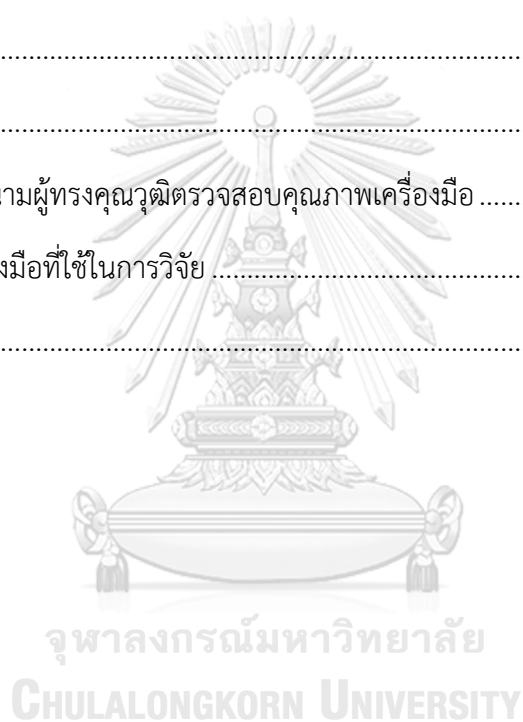 ..........................................................................
..........................................................................
นามผู้ทรงคุณวุฒิตรวจสอบคุณภาพเครื่องมือ ......
งมือที่ใช้ในการวิจัย ............................................
..........................................................................
จุฬาลงกรณ์มหาวิทยาลัย
CHULALONGKORN UNIVERSITY